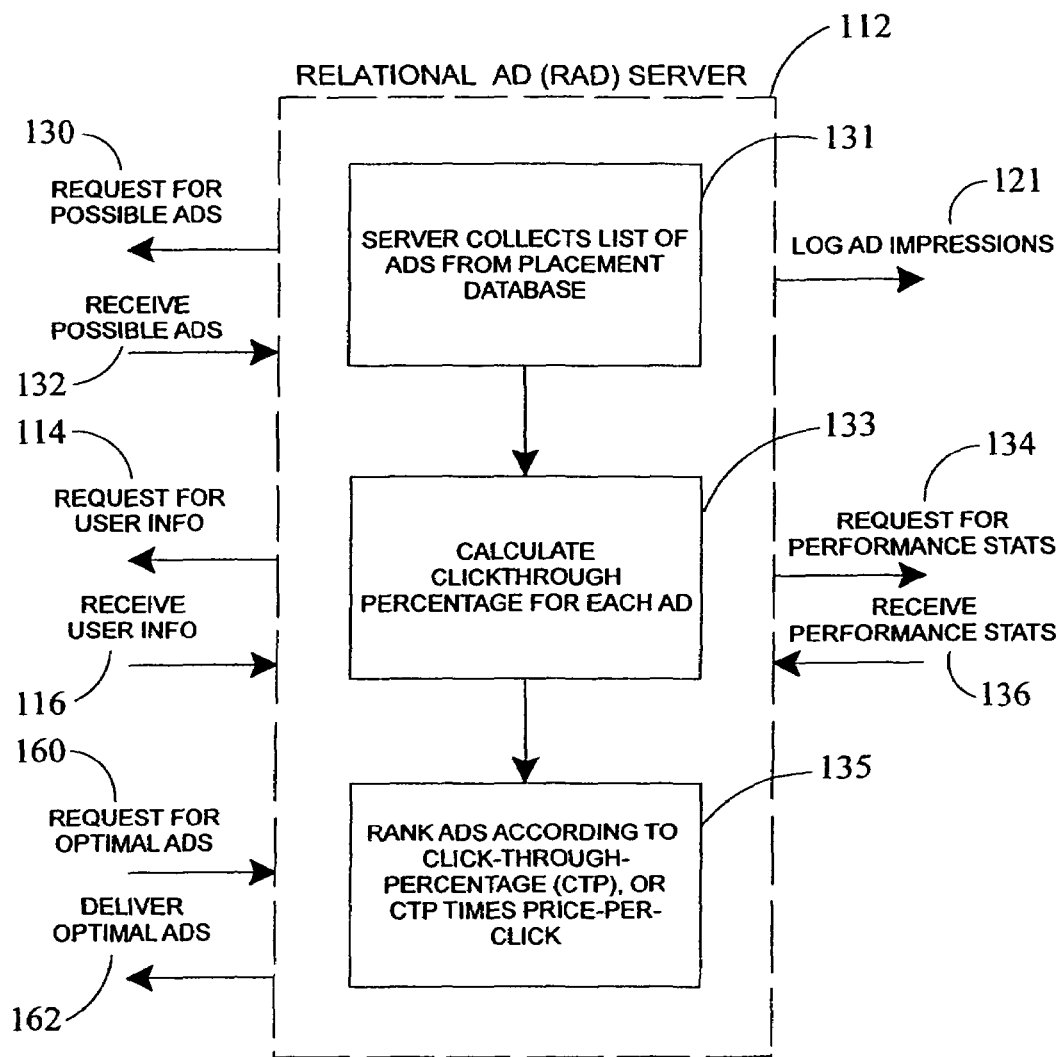 112
RELATIONAL AD (RAD) SERVER
130
REQUEST FOR
POSSIBLE ADS
RECEIVE
POSSIBLE ADS
132
114
REQUEST FOR
USER INFO
RECEIVE
USER INFO
116
160
REQUEST FOR
OPTIMAL ADS
DELIVER
OPTIMAL ADS
162
131
SERVER COLLECTS LIST OF
ADS FROM PLACEMENT
DATABASE
133
CALCULATE
CLICKTHROUGH
PERCENTAGE FOR EACH AD
135
RANK ADS ACCORDING TO
CLICK-THROUGH-
PERCENTAGE (CTP), OR
CTP TIMES PRICE-PER-
CLICK
121
LOG AD IMPRESSIONS
134
REQUEST FOR
PERFORMANCE STATS
RECEIVE
PERFORMANCE STATS
136